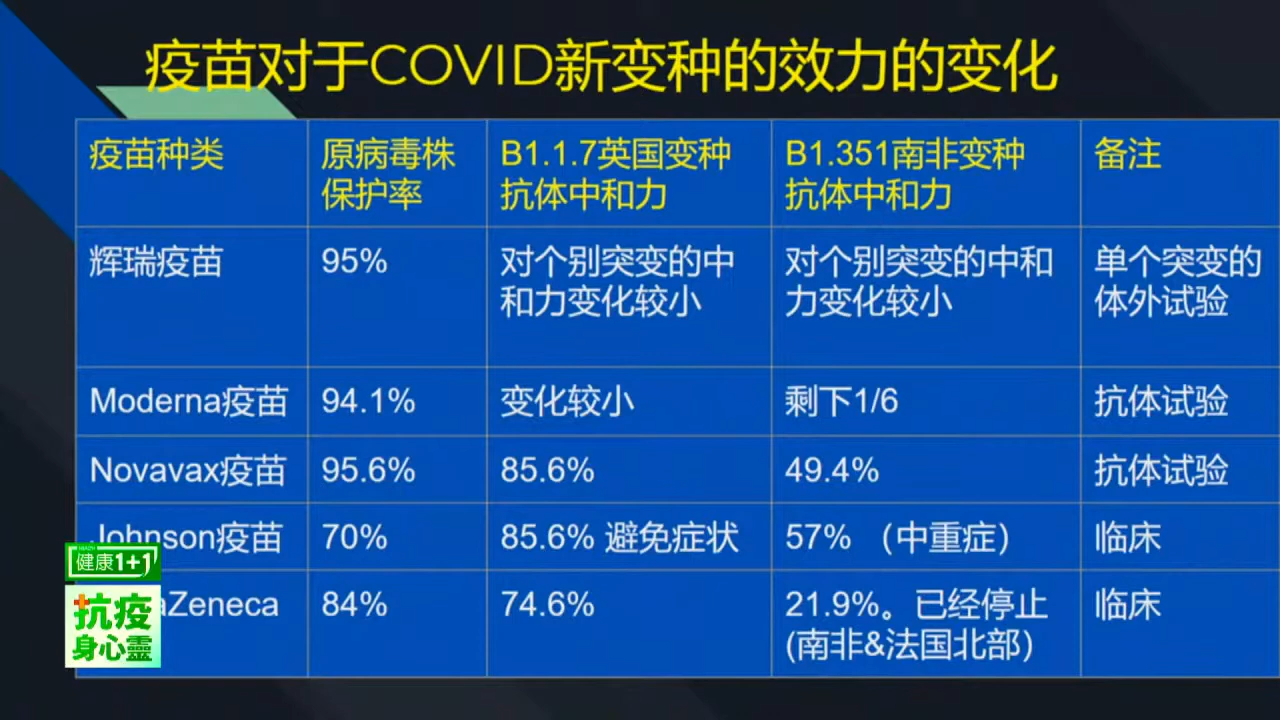 疫苗对于COVID新变种的效力的变化
疫苗种类
原病毒株
保护率
B1.1.7英国变种
抗体中和力
B1.351南非变种
抗体中和力
备注
辉瑞疫苗
95%
对个别突变的中
和力变化较小
对个别突变的中和
力变化较小
单个突变的
体外试验
Moderna疫苗
94.1%
变化较小
剩下1/6
抗体试验
Novavax疫苗
95.6%
85.6%
49.4%
抗体试验
Johnson疫苗
70%
85.6% 避免症状
57% （中重症）
临床
aZeneca
84%
74.6%
21.9%。已经停止
(南非&法国北部）
临床
健康1+1
抗疫
身心靈